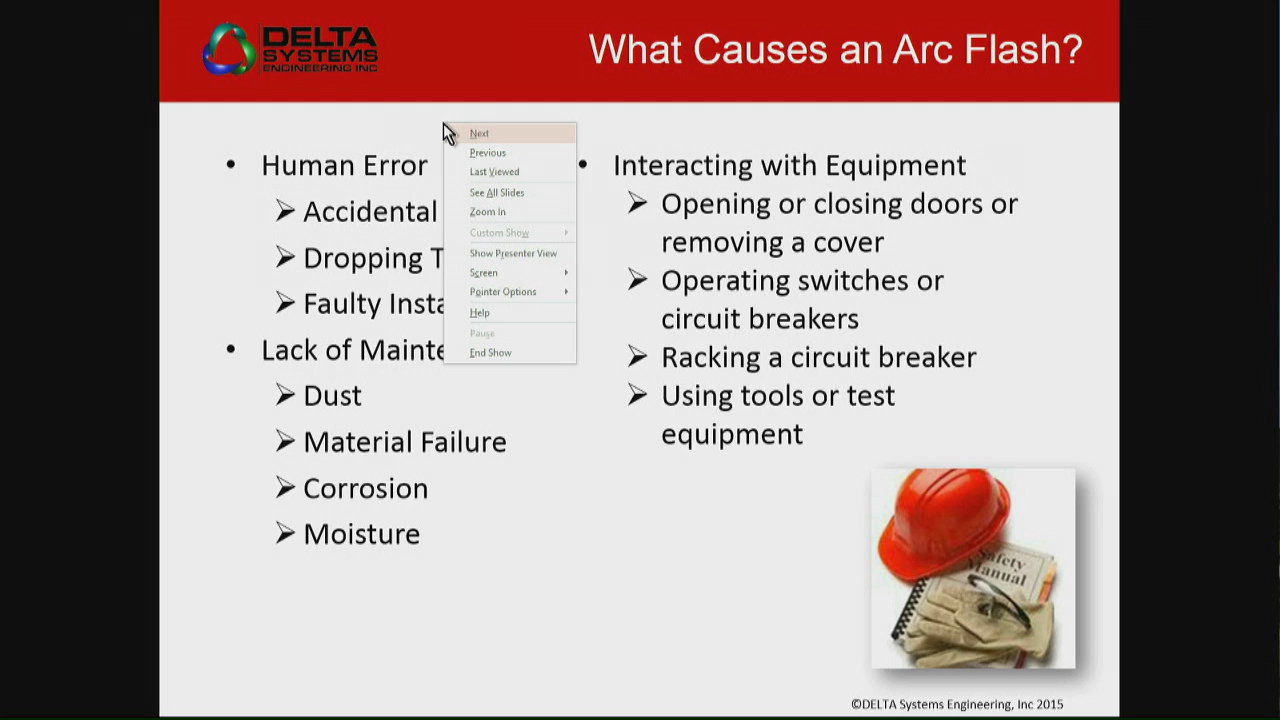 DELTA
SYSTEMS
ENGINEERING INC
What Causes an Arc Flash?
• Human Error
Accidental
Dropping
Faulty
• Lack of
Dust
Material Failure
Corrosion
Moisture
Next
Previous
Last Viewed
See All Slides
Zoom In
Custom Show
Show Presenter View
Screen
Pointer Options
Help
Pause
End Show
• Interacting with Equipment
Opening or closing doors or
removing a cover
Operating switches or
circuit breakers
Racking a circuit breaker
Using tools or test
equipment
Safety
Manual
©DELTA Systems Engineering, Inc 2015